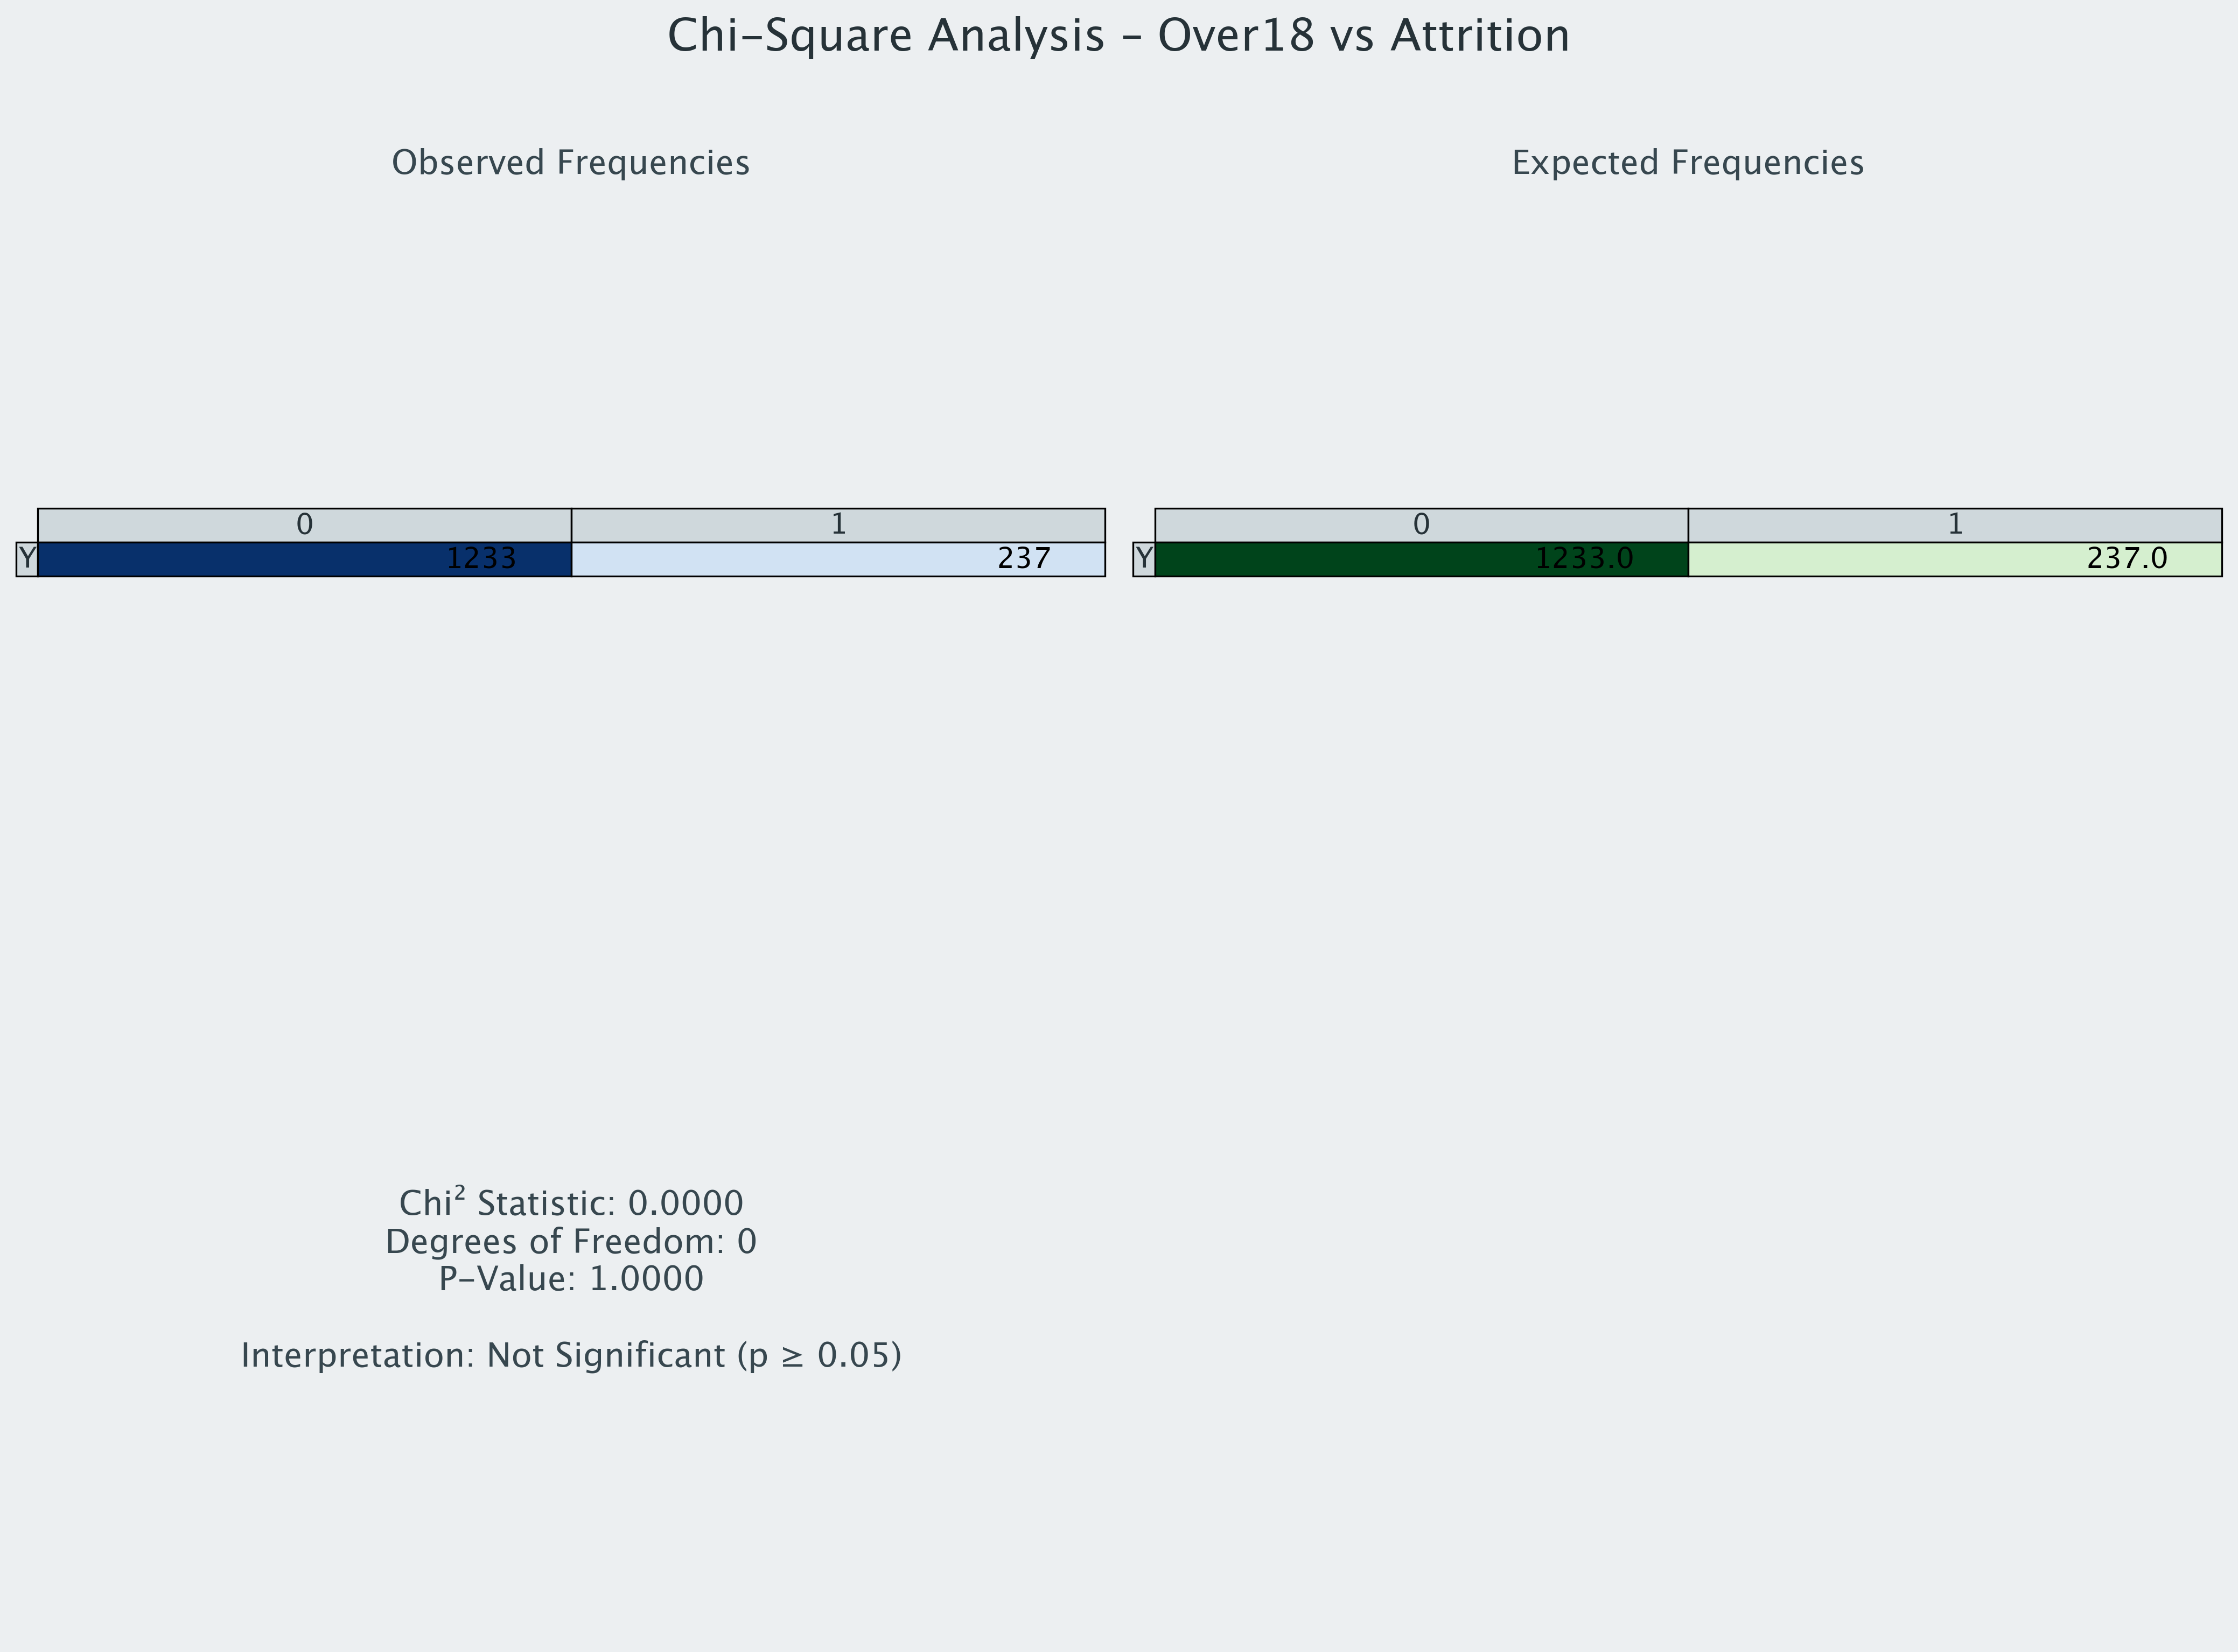 Chi-Square Analysis - Over18 vs Attrition
Observed Frequencies
0 1
Y 1233 237
Expected Frequencies
0 1
Y 1233.0 237.0
Chi² Statistic: 0.0000
Degrees of Freedom: 0
P-Value: 1.0000
Interpretation: Not Significant (p ≥ 0.05)